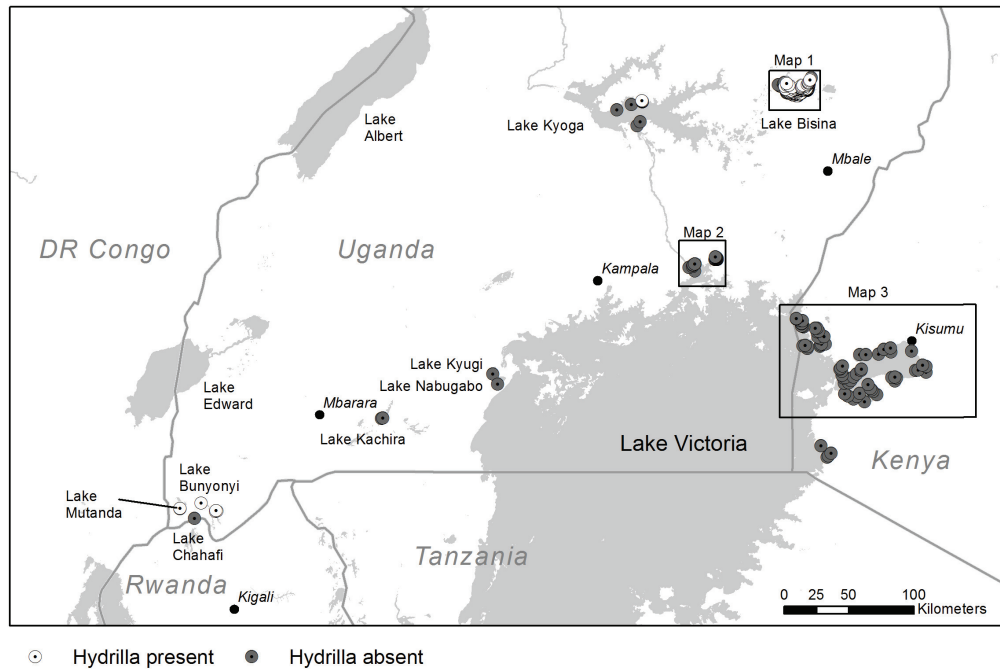 Map 1
Lake
Albert
Lake Kyoga
Lake Bisina
Mbale
DR Congo
Uganda
Map 2
Kampala
Map 3
Kisumu
Lake Kyugi
Lake Nabugabo
Lake
Edward
Mbarara
Lake Kachira
Lake Victoria
Kenya
Lake
Bunyonyi
Lake
Mutanda
Lake
Chahafi
Tanzania
Rwanda
Kigali
0 25 50 100
Kilometers
Hydrilla present
Hydrilla absent